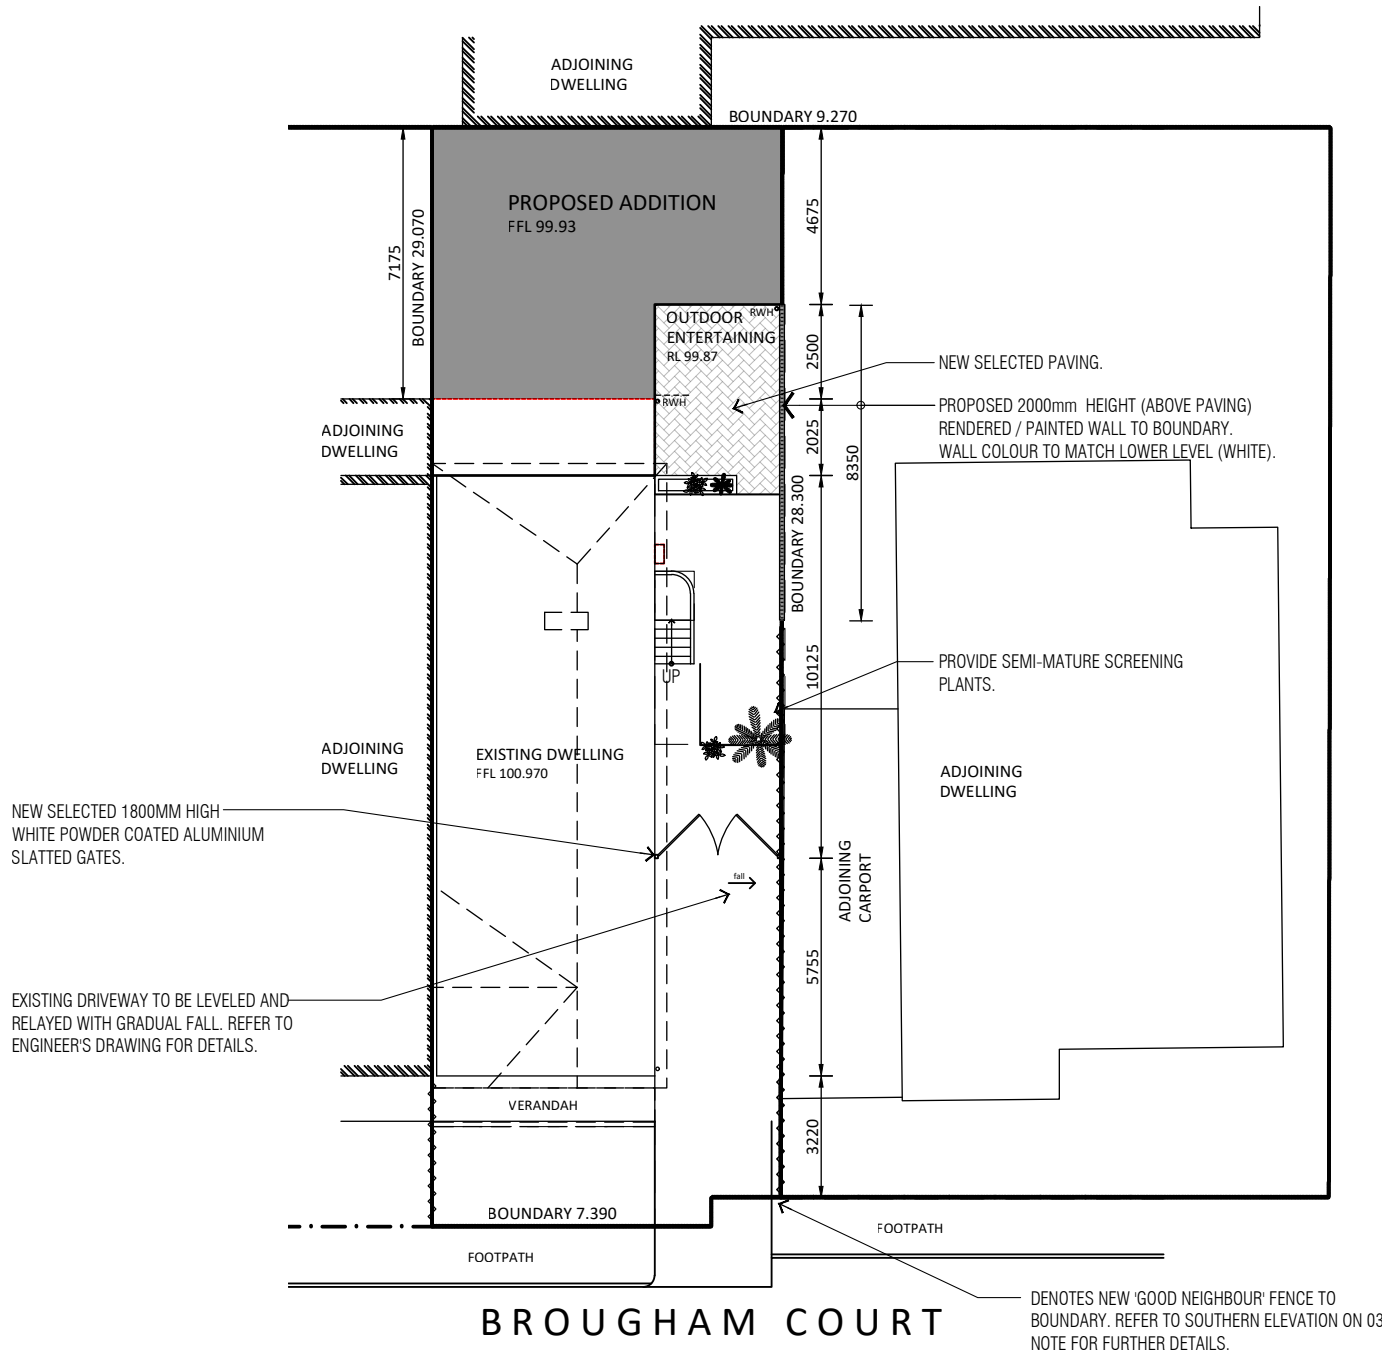 ADJOINING
DWELLING
BOUNDARY 9.270
PROPOSED ADDITION
FFL 99.93
7175
BOUNDARY 29.070
4675
OUTDOOR
ENTERTAINING
RL 99.87
RWH
RWH
2500
2025
8350
NEW SELECTED PAVING.
PROPOSED 2000mm HEIGHT (ABOVE PAVING)
RENDERED / PAINTED WALL TO BOUNDARY.
WALL COLOUR TO MATCH LOWER LEVEL (WHITE).
ADJOINING
DWELLING
BOUNDARY 28.300
10125
UP
PROVIDE SEMI-MATURE SCREENING
PLANTS.
ADJOINING
DWELLING
EXISTING DWELLING
FFL 100.970
ADJOINING
DWELLING
NEW SELECTED 1800MM HIGH
WHITE POWDER COATED ALUMINIUM
SLATTED GATES.
fall
ADJOINING
CARPORT
5755
EXISTING DRIVEWAY TO BE LEVELED AND
RELAYED WITH GRADUAL FALL. REFER TO
ENGINEER'S DRAWING FOR DETAILS.
VERANDAH
3220
BOUNDARY 7.390
FOOTPATH
FOOTPATH
BROUGHAM COURT
DENOTES NEW 'GOOD NEIGHBOUR' FENCE TO
BOUNDARY. REFER TO SOUTHERN ELEVATION ON 03
NOTE FOR FURTHER DETAILS.